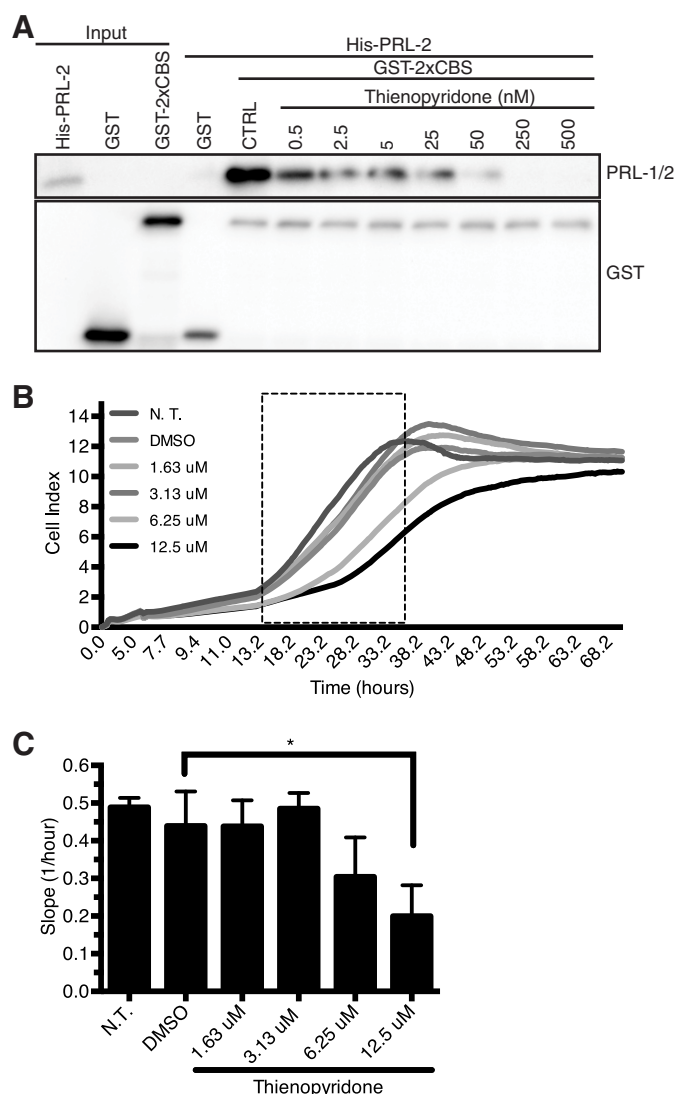 A
Input
His-PRL-2
GST-2xCBS
Thienopyridone (nM)
His-PRL-2
GST
GST-2xCBS
GST
CTRL
0.5
2.5
5
25
50
250
500
PRL-1/2
GST
B
14
12
10
8
6
4
2
0
Cell Index
N. T.
DMSO
1.63 uM
3.13 uM
6.25 uM
12.5 uM
0.0
5.0
7.7
9.4
11.0
13.2
18.2
23.2
28.2
33.2
38.2
43.2
48.2
53.2
58.2
63.2
68.2
Time (hours)
C
*
0.6
0.5
0.4
0.3
0.2
0.1
0.0
Slope (1/hour)
N.T.
DMSO
1.63 uM
3.13 uM
6.25 uM
12.5 uM
Thienopyridone